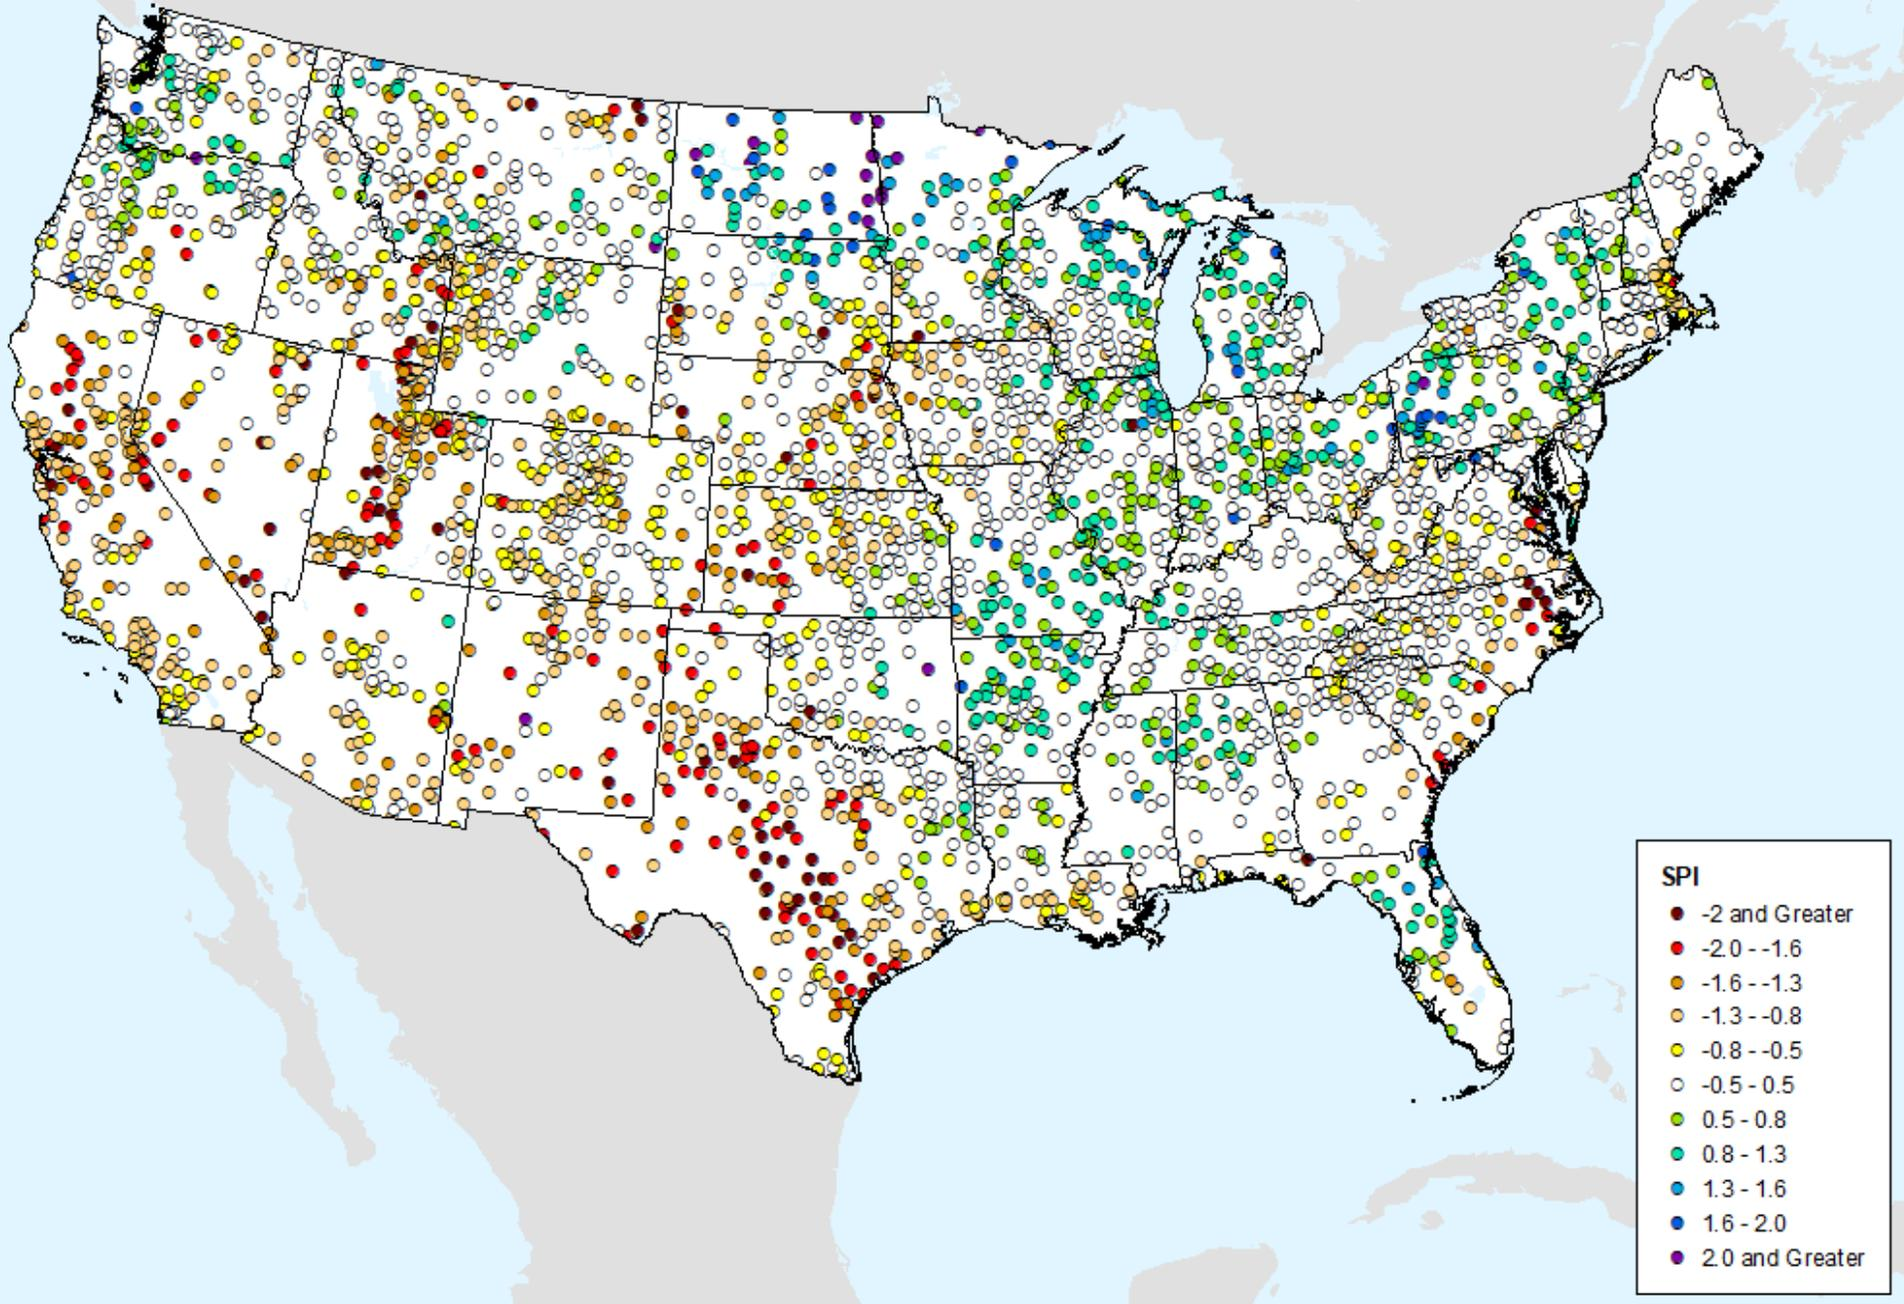 SPI
-2 and Greater
-2.0 - -1.6
-1.6 - -1.3
-1.3 - -0.8
-0.8 - -0.5
-0.5 - 0.5
0.5 - 0.8
0.8 - 1.3
1.3 - 1.6
1.6 - 2.0
2.0 and Greater